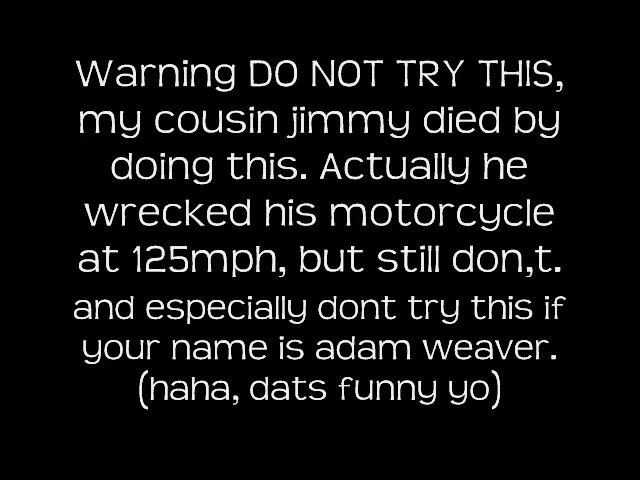 Warning DO NOT TRY THIS,
my cousin jimmy died by
doing this. Actually he
wrecked his motorcycle
at 125mph, but still don,t.
and especially dont try this if
your name is adam weaver.
(haha, dats funny yo)